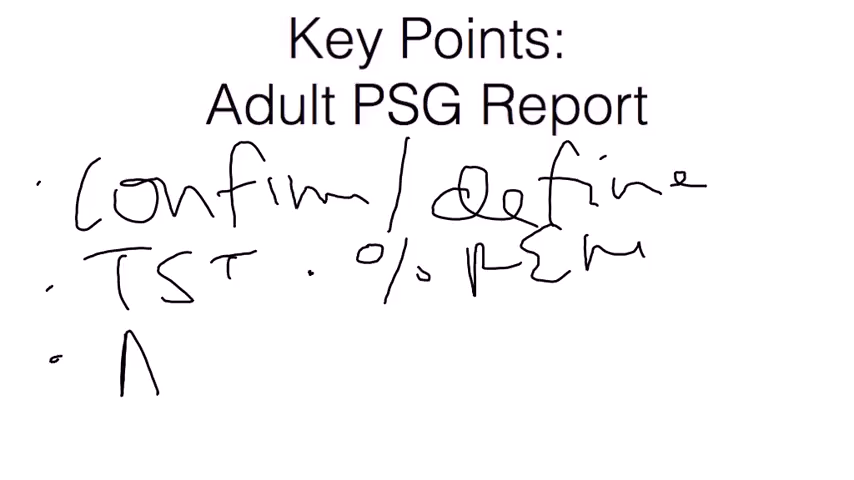 Key Points:
Adult PSG Report
• Confirm/define
• TST • % REM
•